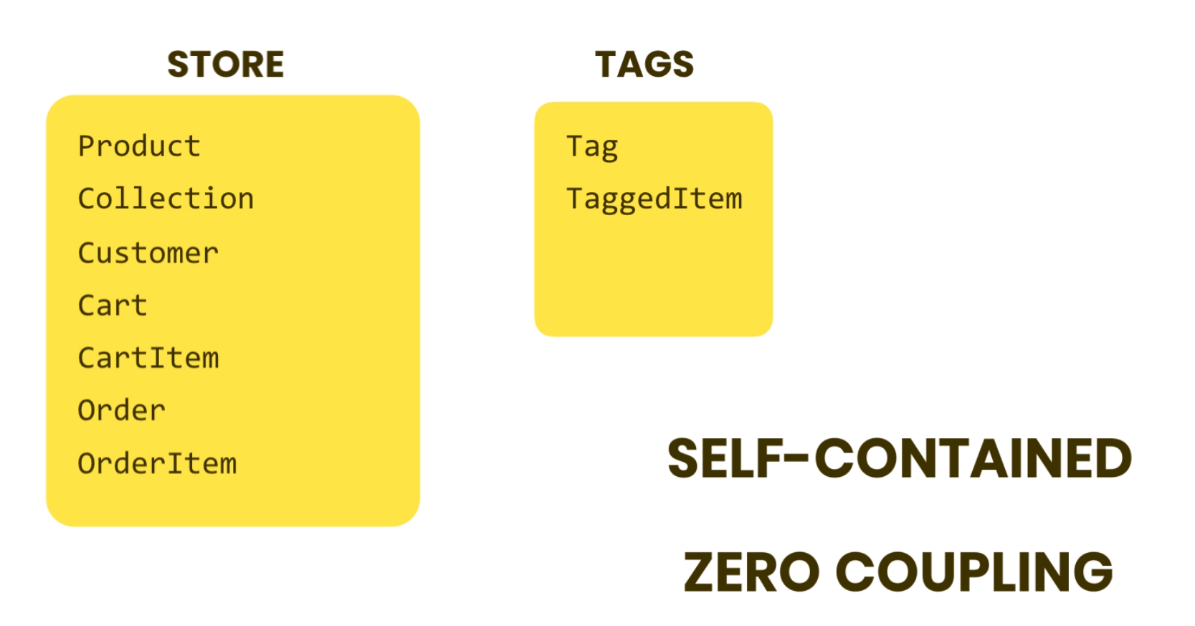 STORE
Product
Collection
Customer
Cart
CartItem
Order
OrderItem
TAGS
Tag
TaggedItem
SELF-CONTAINED
ZERO COUPLING